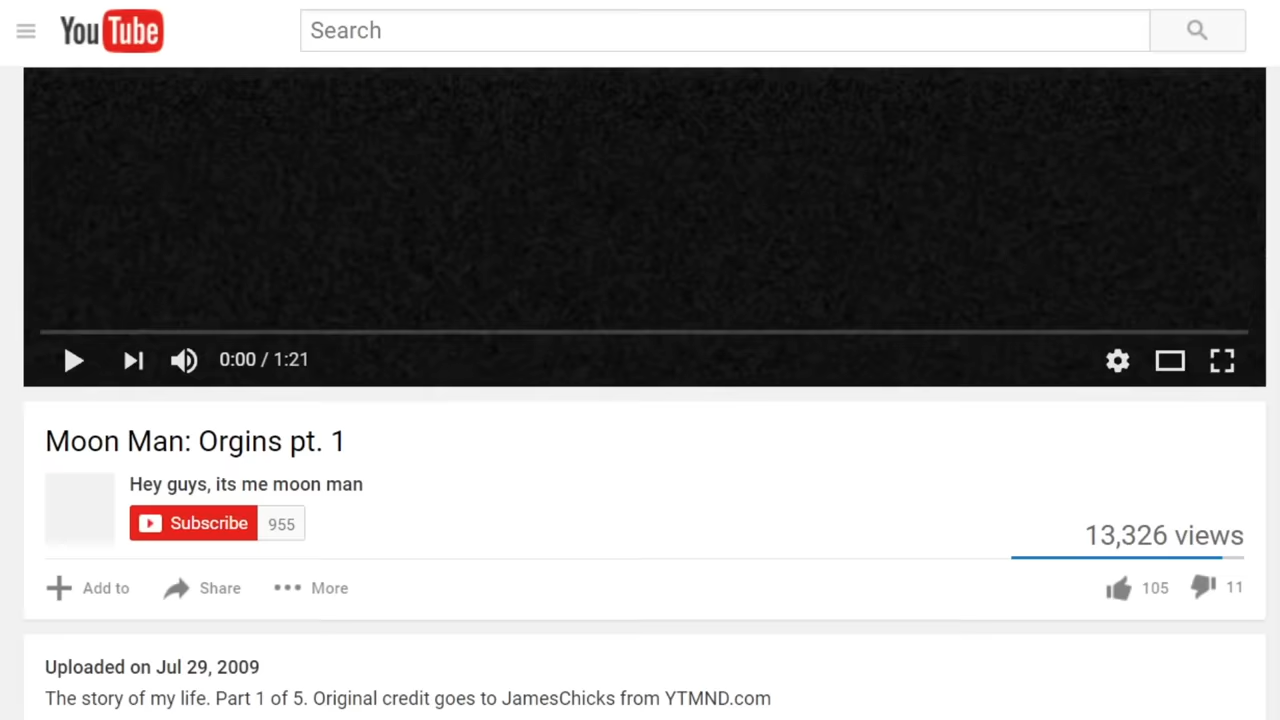 YouTube
Search
0:00 / 1:21
Moon Man: Orgins pt. 1
Hey guys, its me moon man
Subscribe 955
13,326 views
Add to Share More 105 11
Uploaded on Jul 29, 2009
The story of my life. Part 1 of 5. Original credit goes to JamesChicks from YTMND.com